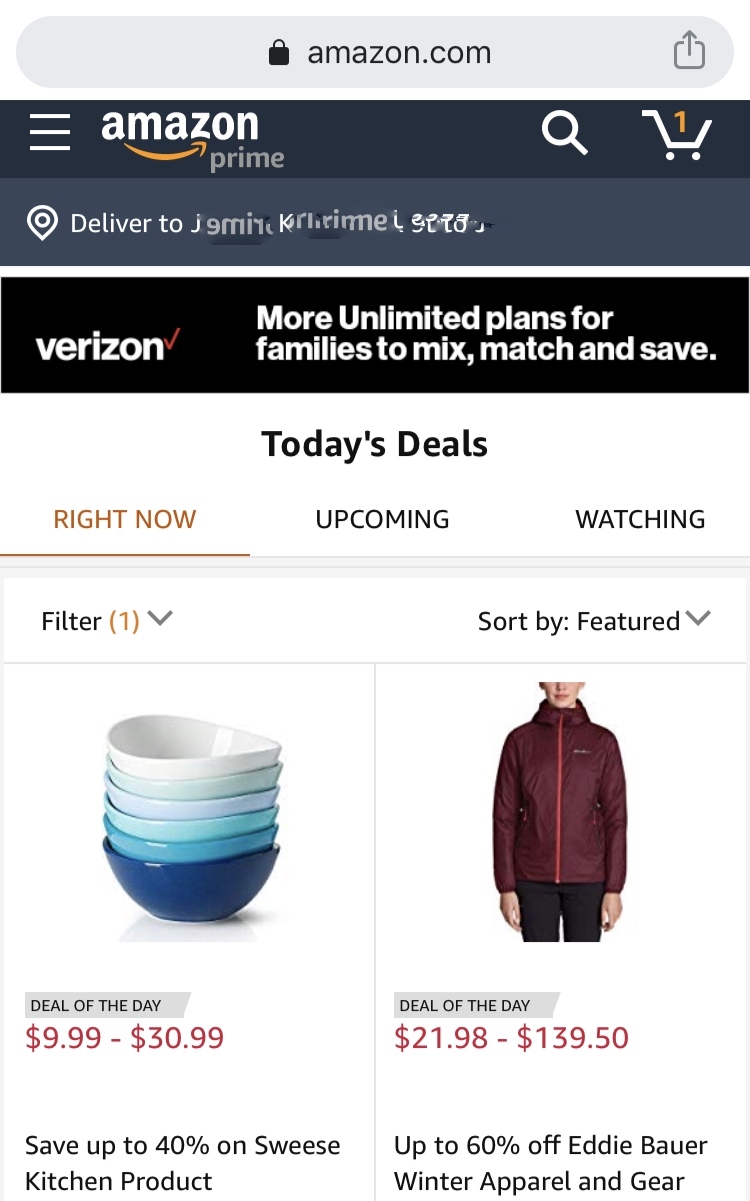 amazon.com
amazon
prime
1
Deliver to
verizon
More Unlimited plans for
families to mix, match and save.
Today's Deals
RIGHT NOW
UPCOMING
WATCHING
Filter (1)
Sort by: Featured
DEAL OF THE DAY
$9.99 - $30.99
Save up to 40% on Sweese
Kitchen Product
DEAL OF THE DAY
$21.98 - $139.50
Up to 60% off Eddie Bauer
Winter Apparel and Gear